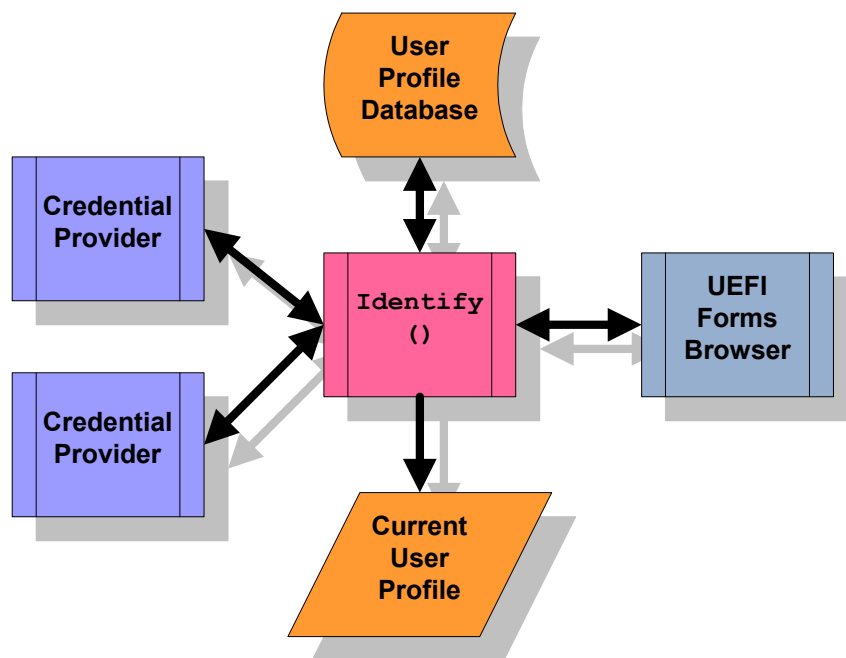 User
Profile
Database
Credential
Provider
Identify
()
UEFI
Forms
Browser
Credential
Provider
Current
User
Profile